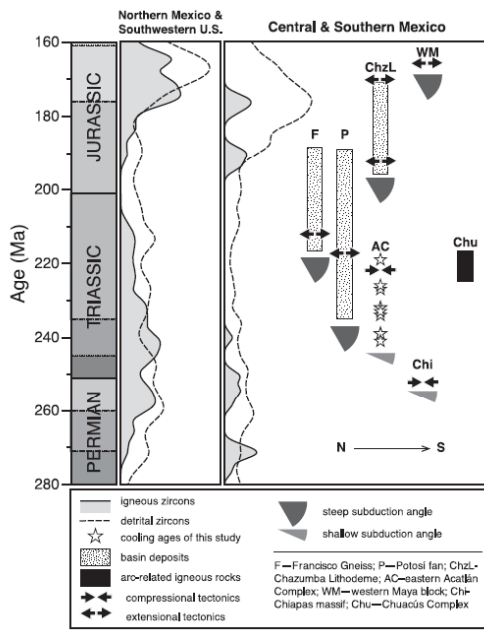 Northern Mexico &
Southwestern U.S.
Central & Southern Mexico
160
180
200
220
240
260
280
Age (Ma)
JURASSIC
TRIASSIC
PERMIAN
WM
ChzL
F
P
AC
Chu
Chi
N
S
igneous zircons
detrital zircons
cooling ages of this study
basin deposits
arc-related igneous rocks
compressional tectonics
extensional tectonics
steep subduction angle
shallow subduction angle
F—Francisco Gneiss; P—Potosí fan; ChzL-
Chazumba Lithodeme; AC—eastern Acatlán
Complex; WM—western Maya block; Chi-
Chiapas massif; Chu—Chuacús Complex